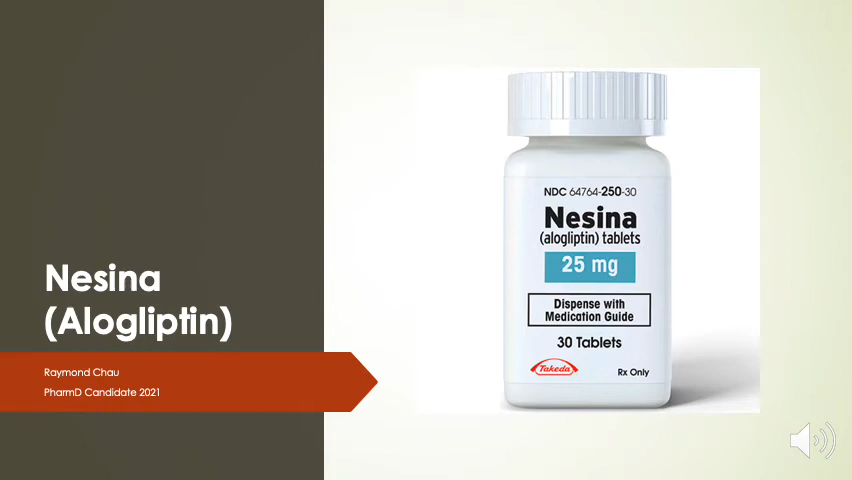 Nesina
(Alogliptin)
Raymond Chau
PharmD Candidate 2021
NDC 64764-250-30
Nesina
(alogliptin) tablets
25 mg
Dispense with
Medication Guide
30 Tablets
Takeda
Rx Only